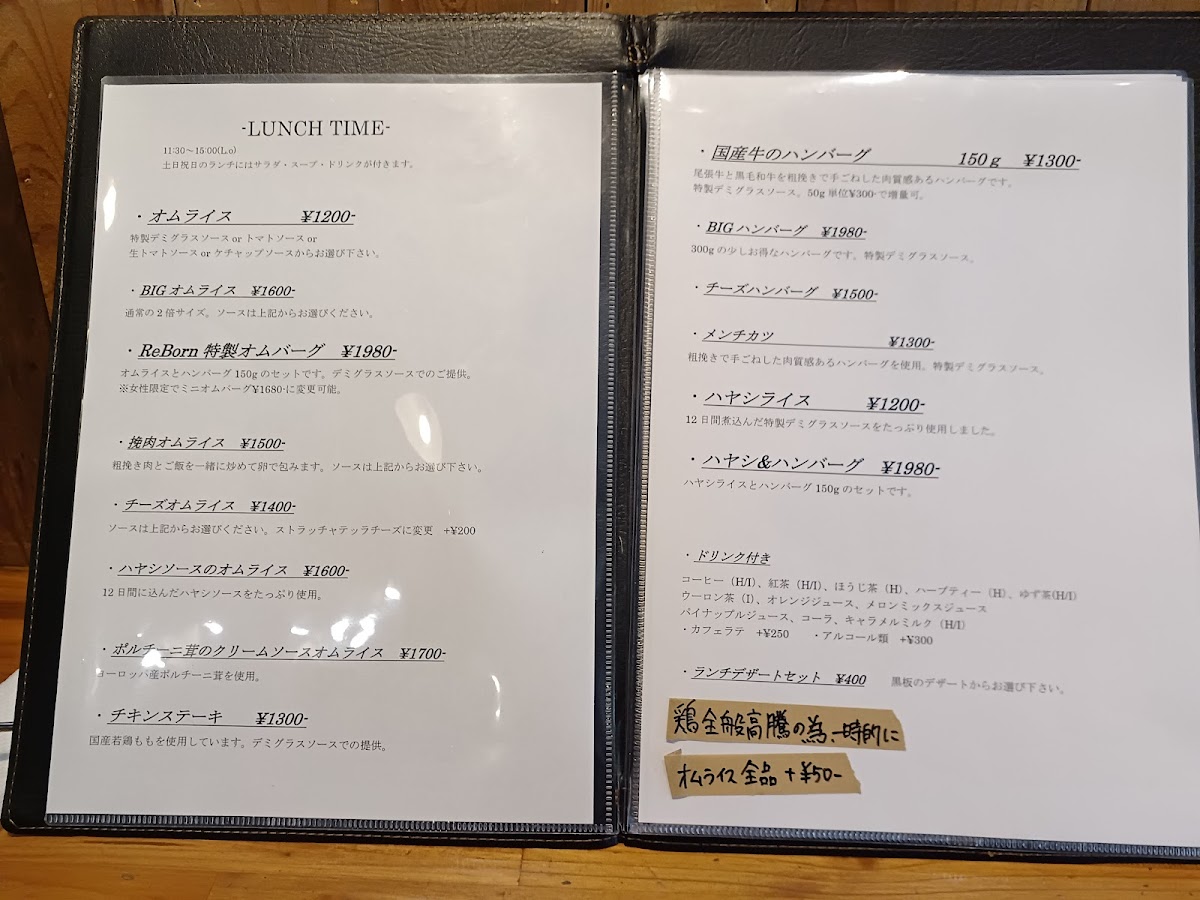 -LUNCH TIME-
11:30～15:00(L.o)
土日祝日のランチにはサラダ・スープ・ドリンクが付きます。
・オムライス ¥1200-
特製デミグラスソース or トマトソース or
生トマトソース or ケチャップソースからお選び下さい。
・BIG オムライス ¥1600-
通常の2倍サイズ。ソースは上記からお選びください。
・ReBorn 特製オムバーグ ¥1980-
オムライスとハンバーグ 150g のセットです。デミグラスソースでのご提供。
※女性限定でミニオムバーグ¥1680-に変更可能。
・挽肉オムライス ¥1500-
粗挽き肉とご飯を一緒に炒めて卵で包みます。ソースは上記からお選び下さい。
・チーズオムライス ¥1400-
ソースは上記からお選びください。ストラッチャテッラチーズに変更 +¥200
・ハヤシソースのオムライス ¥1600-
12日間に込んだハヤシソースをたっぷり使用。
・ポルチーニ茸のクリームソースオムライス ¥1700-
ヨーロッパ産ポルチーニ茸を使用。
・チキンステーキ ¥1300-
国産若鶏ももを使用しています。デミグラスソースでの提供。
・国産牛のハンバーグ 150g ¥1300-
尾張牛と黒毛和牛を粗挽きで手ごねした肉質感あるハンバーグです。
特製デミグラスソース。50g 単位¥300-で増量可。
・BIG ハンバーグ ¥1980-
300g の少しお得なハンバーグです。特製デミグラスソース。
・チーズハンバーグ ¥1500-
・メンチカツ ¥1300-
粗挽きで手ごねした肉質感あるハンバーグを使用。特製デミグラスソース。
・ハヤシライス ¥1200-
12日間煮込んだ特製デミグラスソースをたっぷり使用しました。
・ハヤシ&ハンバーグ ¥1980-
ハヤシライスとハンバーグ 150g のセットです。
・ドリンク付き
コーヒー（H/I）、紅茶（H/I）、ほうじ茶（H）、ハーブティー（H）、ゆず茶(H/I)
ウーロン茶（I）、オレンジジュース、メロンミックスジュース
パイナップルジュース、コーラ、キャラメルミルク（H/I）
・カフェラテ +¥250 ・アルコール類 +¥300
・ランチデザートセット ¥400 黒板のデザートからお選び下さい。
鶏全般高騰の為、一時的に
オムライス全品+¥50-